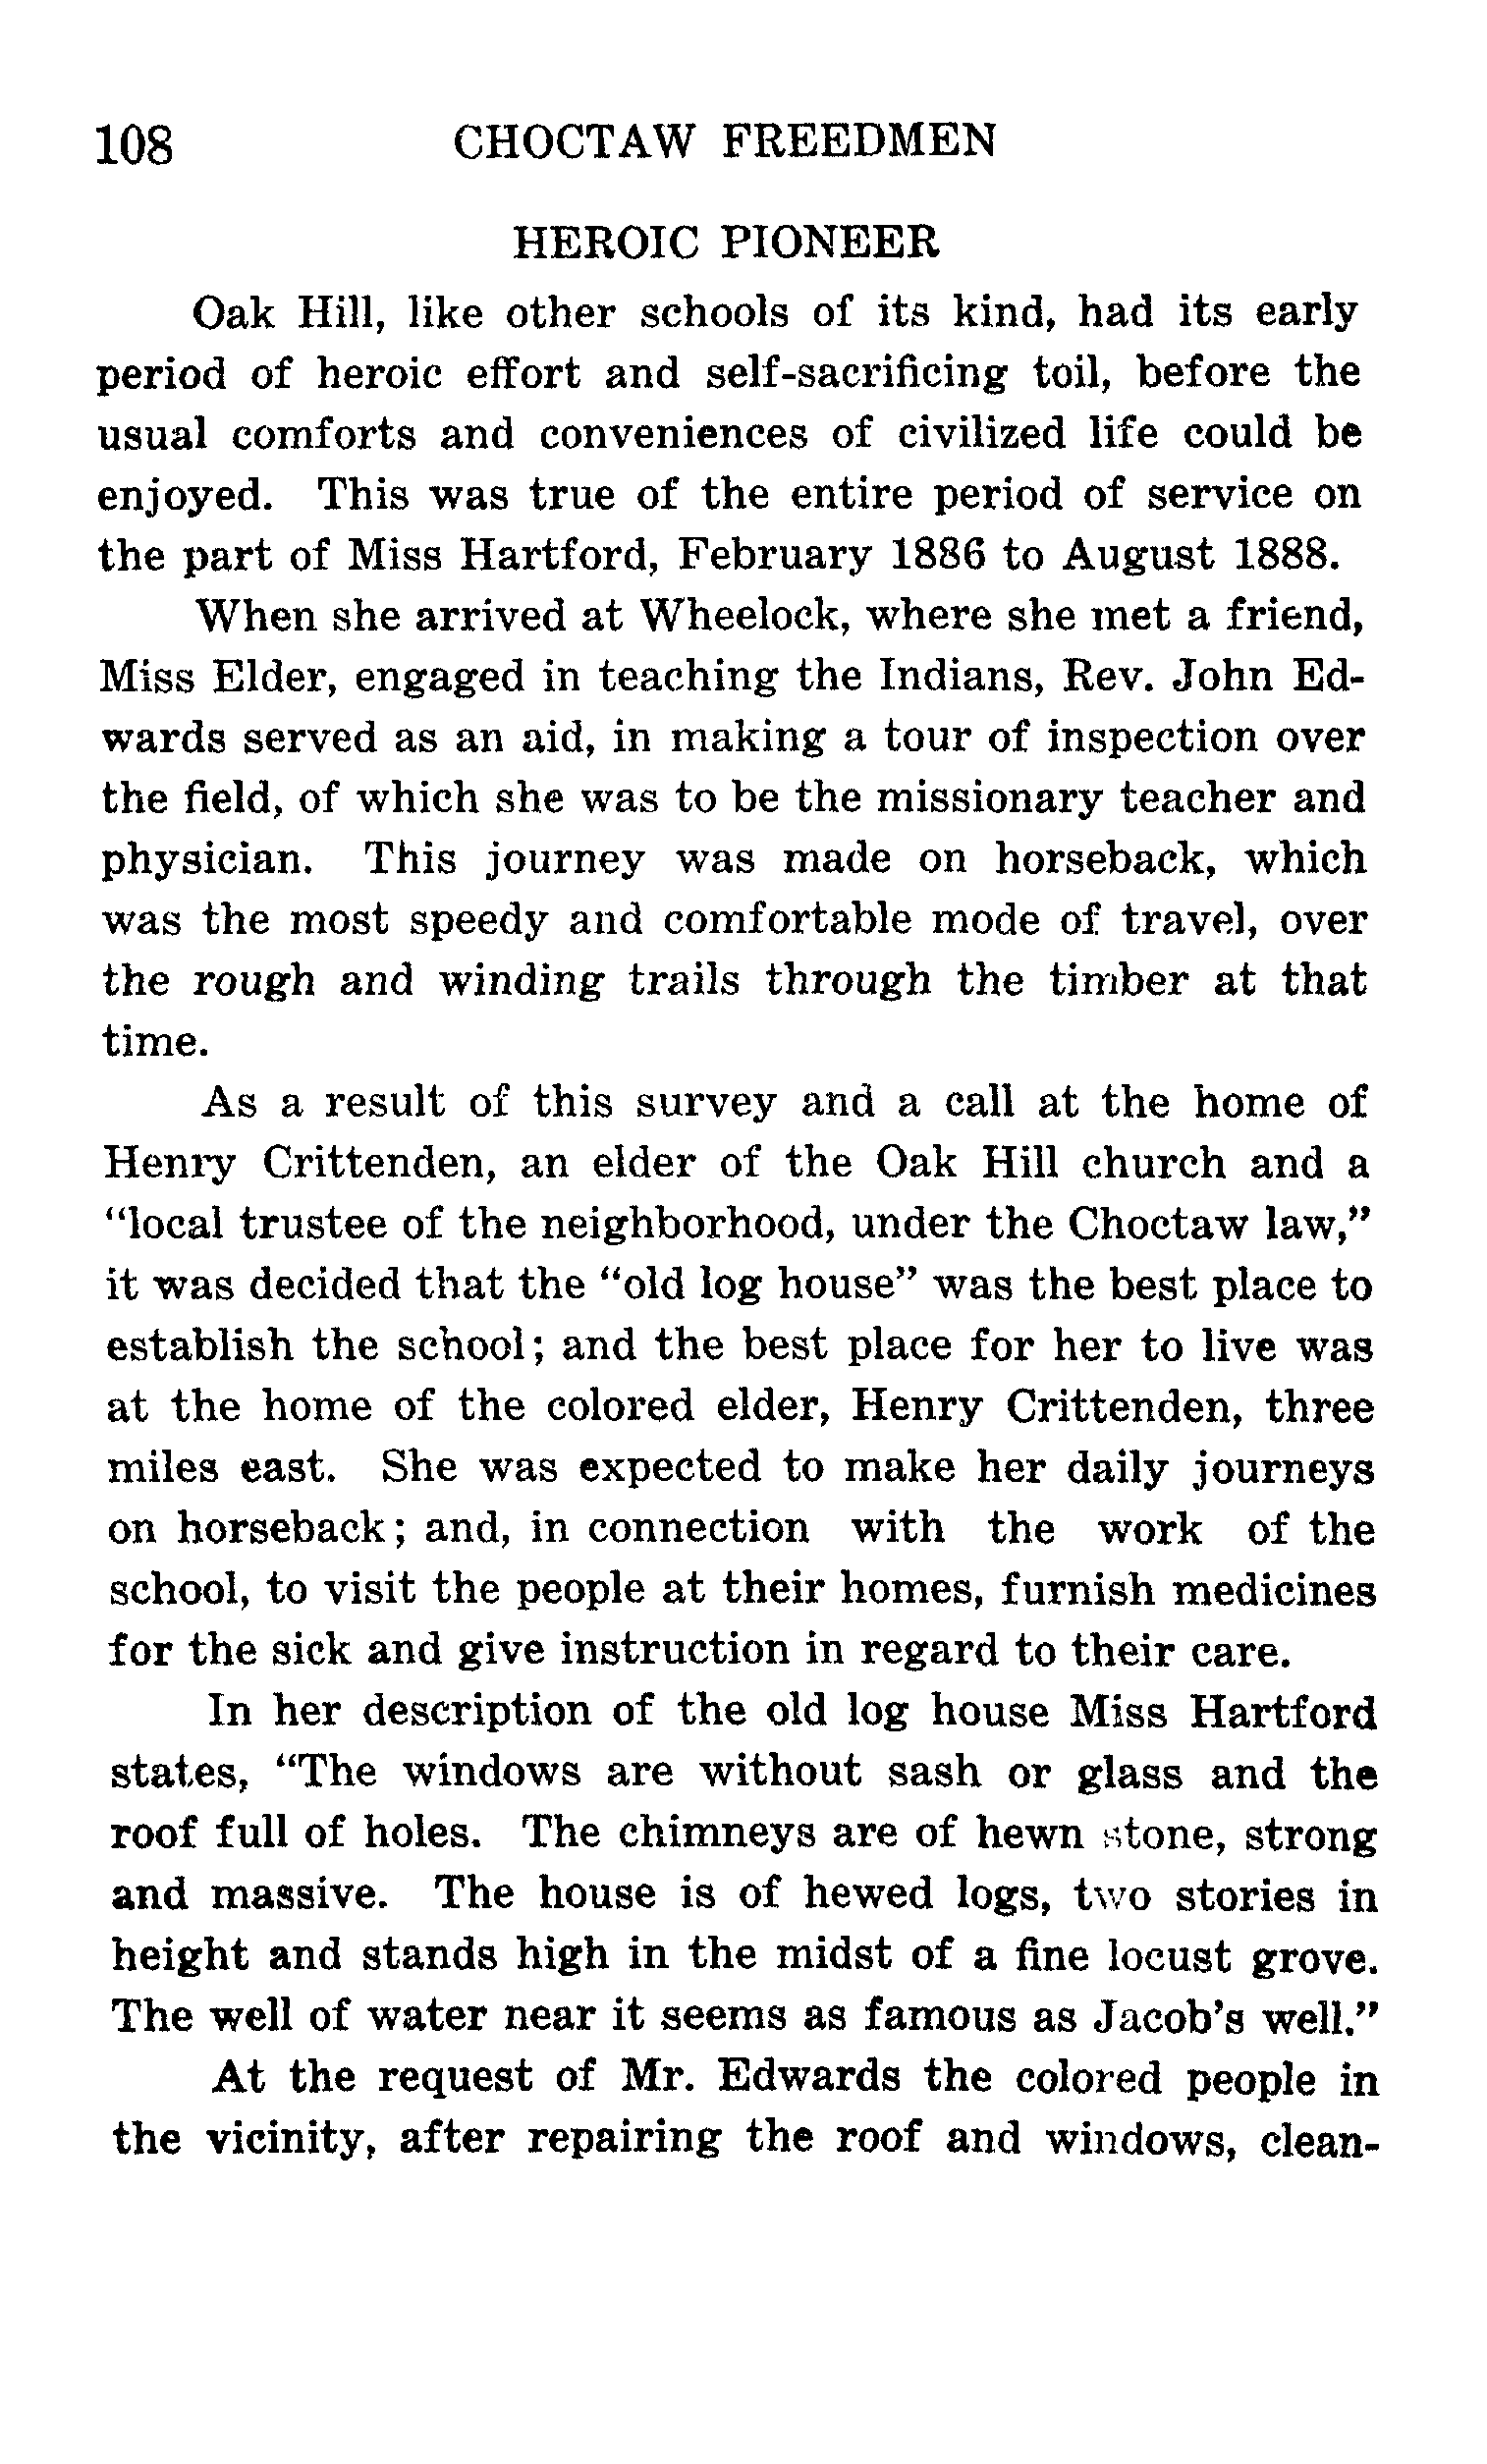 108 CHOCTAW FREEDMEN
HEROIC PIONEER
Oak Hill, like other schools of its kind, had its early
period of heroic effort and self-sacrificing toil, before the
usual comforts and conveniences of civilized life could be
enjoyed. This was true of the entire period of service on
the part of Miss Hartford, February 1886 to August 1888.
When she arrived at Wheelock, where she met a friend,
Miss Elder, engaged in teaching the Indians, Rev. John Ed-
wards served as an aid, in making a tour of inspection over
the field, of which she was to be the missionary teacher and
physician. This journey was made on horseback, which
was the most speedy and comfortable mode of travel, over
the rough and winding trails through the timber at that
time.
As a result of this survey and a call at the home of
Henry Crittenden, an elder of the Oak Hill church and a
“local trustee of the neighborhood, under the Choctaw law,”
it was decided that the “old log house” was the best place to
establish the school; and the best place for her to live was
at the home of the colored elder, Henry Crittenden, three
miles east. She was expected to make her daily journeys
on horseback; and, in connection with the work of the
school, to visit the people at their homes, furnish medicines
for the sick and give instruction in regard to their care.
In her description of the old log house Miss Hartford
states, “The windows are without sash or glass and the
roof full of holes. The chimneys are of hewn stone, strong
and massive. The house is of hewed logs, two stories in
height and stands high in the midst of a fine locust grove.
The well of water near it seems as famous as Jacob’s well.”
At the request of Mr. Edwards the colored people in
the vicinity, after repairing the roof and windows, clean-